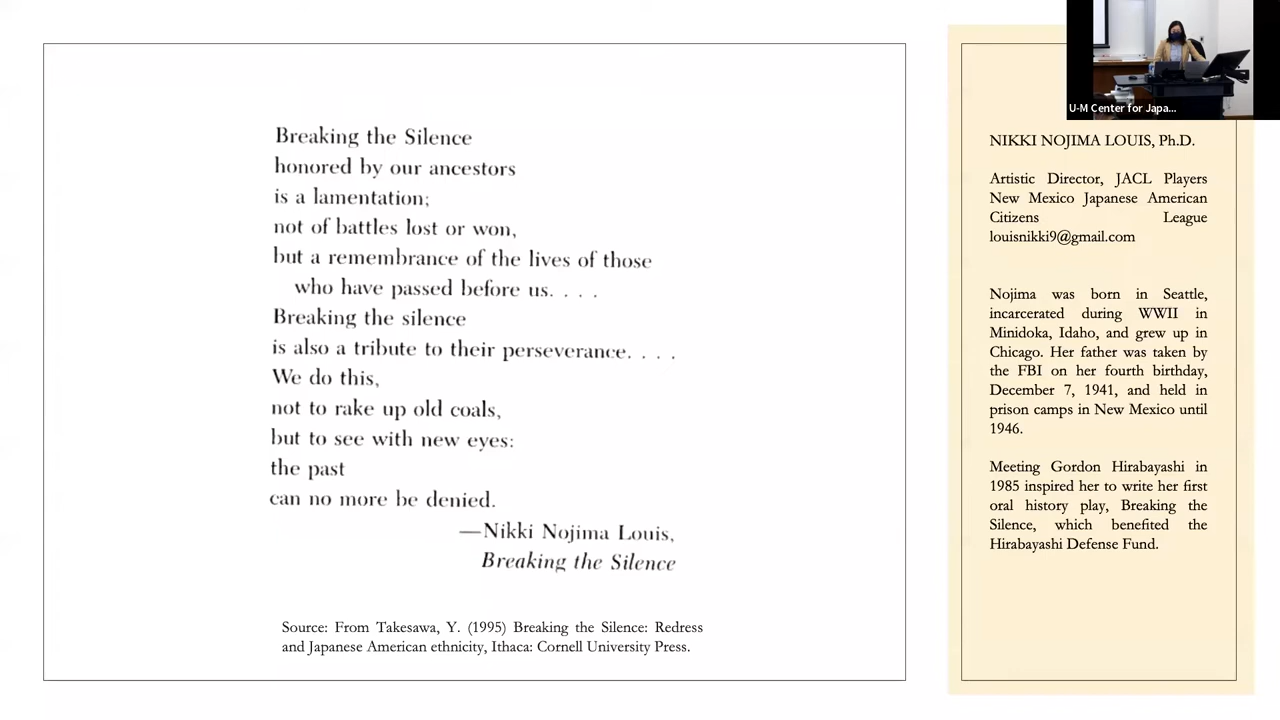 Breaking the Silence
honored by our ancestors
is a lamentation;
not of battles lost or won,
but a remembrance of the lives of those
who have passed before us. . . .
Breaking the silence
is also a tribute to their perseverance. . . .
We do this,
not to rake up old coals,
but to see with new eyes:
the past
can no more be denied.
—Nikki Nojima Louis,
Breaking the Silence
Source: From Takesawa, Y. (1995) Breaking the Silence: Redress
and Japanese American ethnicity, Ithaca: Cornell University Press.
U-M Center for Japa...
NIKKI NOJIMA LOUIS, Ph.D.
Artistic Director, JACL Players
New Mexico Japanese American
Citizens League
louisnikki9@gmail.com
Nojima was born in Seattle,
incarcerated during WWII in
Minidoka, Idaho, and grew up in
Chicago. Her father was taken by
the FBI on her fourth birthday,
December 7, 1941, and held in
prison camps in New Mexico until
1946.
Meeting Gordon Hirabayashi in
1985 inspired her to write her first
oral history play, Breaking the
Silence, which benefited the
Hirabayashi Defense Fund.